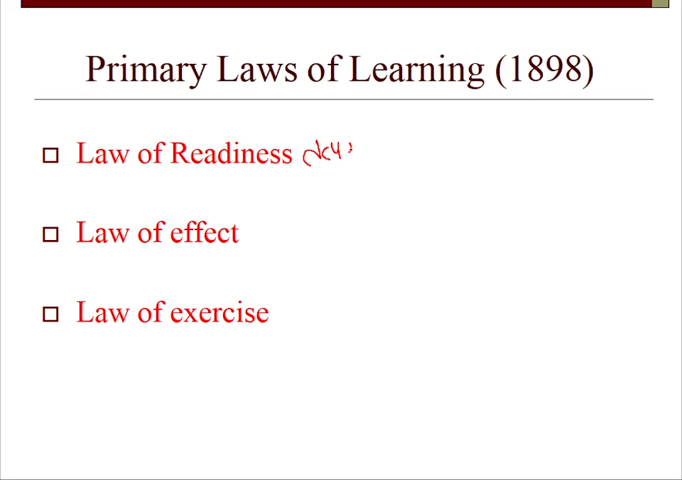 Primary Laws of Learning (1898)
Law of Readiness
Law of effect
Law of exercise